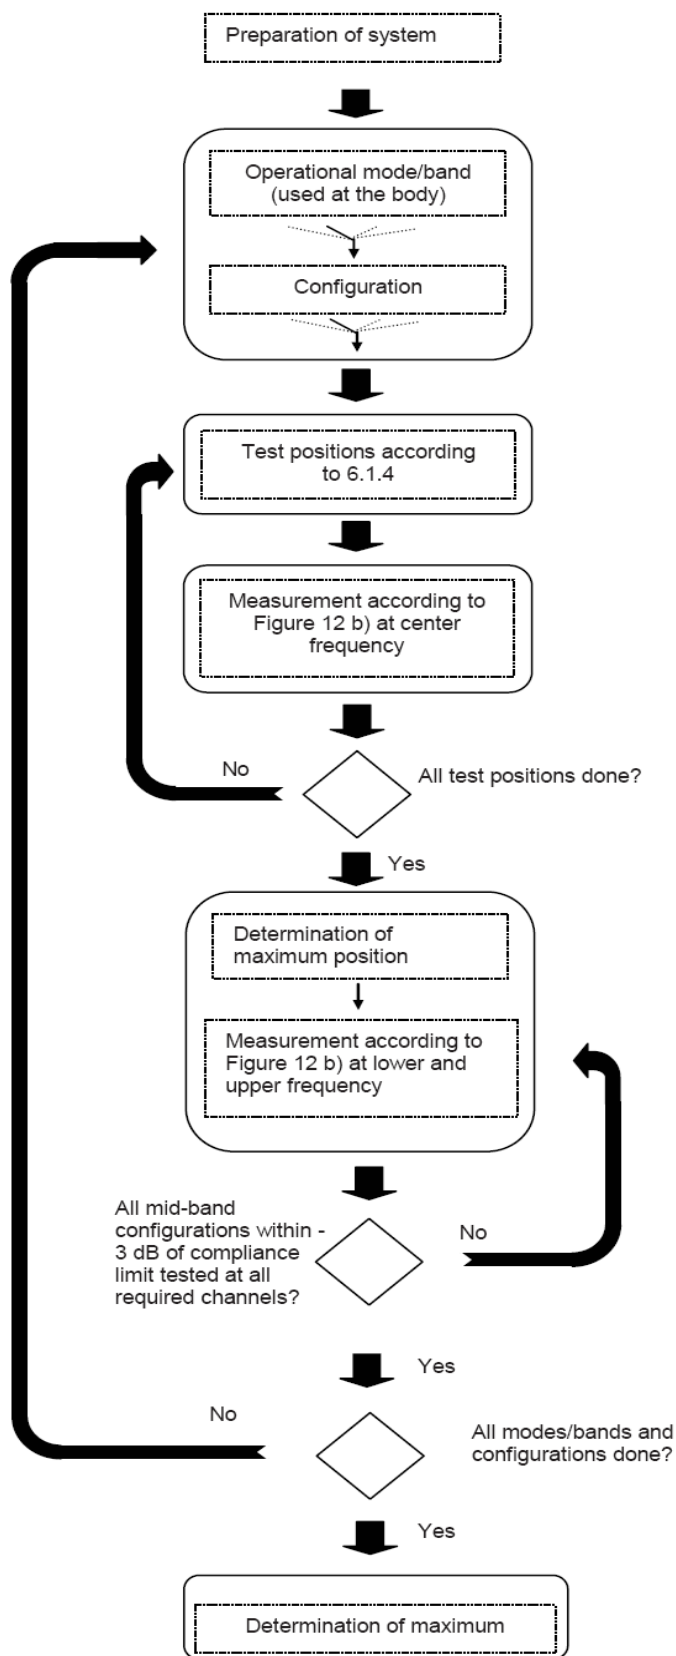 Preparation of system
Operational mode/band
(used at the body)
Configuration
Test positions according
to 6.1.4
Measurement according to
Figure 12 b) at center
frequency
No
All test positions done?
Yes
Determination of
maximum position
Measurement according to
Figure 12 b) at lower and
upper frequency
All mid-band
configurations within -
3 dB of compliance
limit tested at all
required channels?
No
Yes
No
All modes/bands and
configurations done?
Yes
Determination of maximum